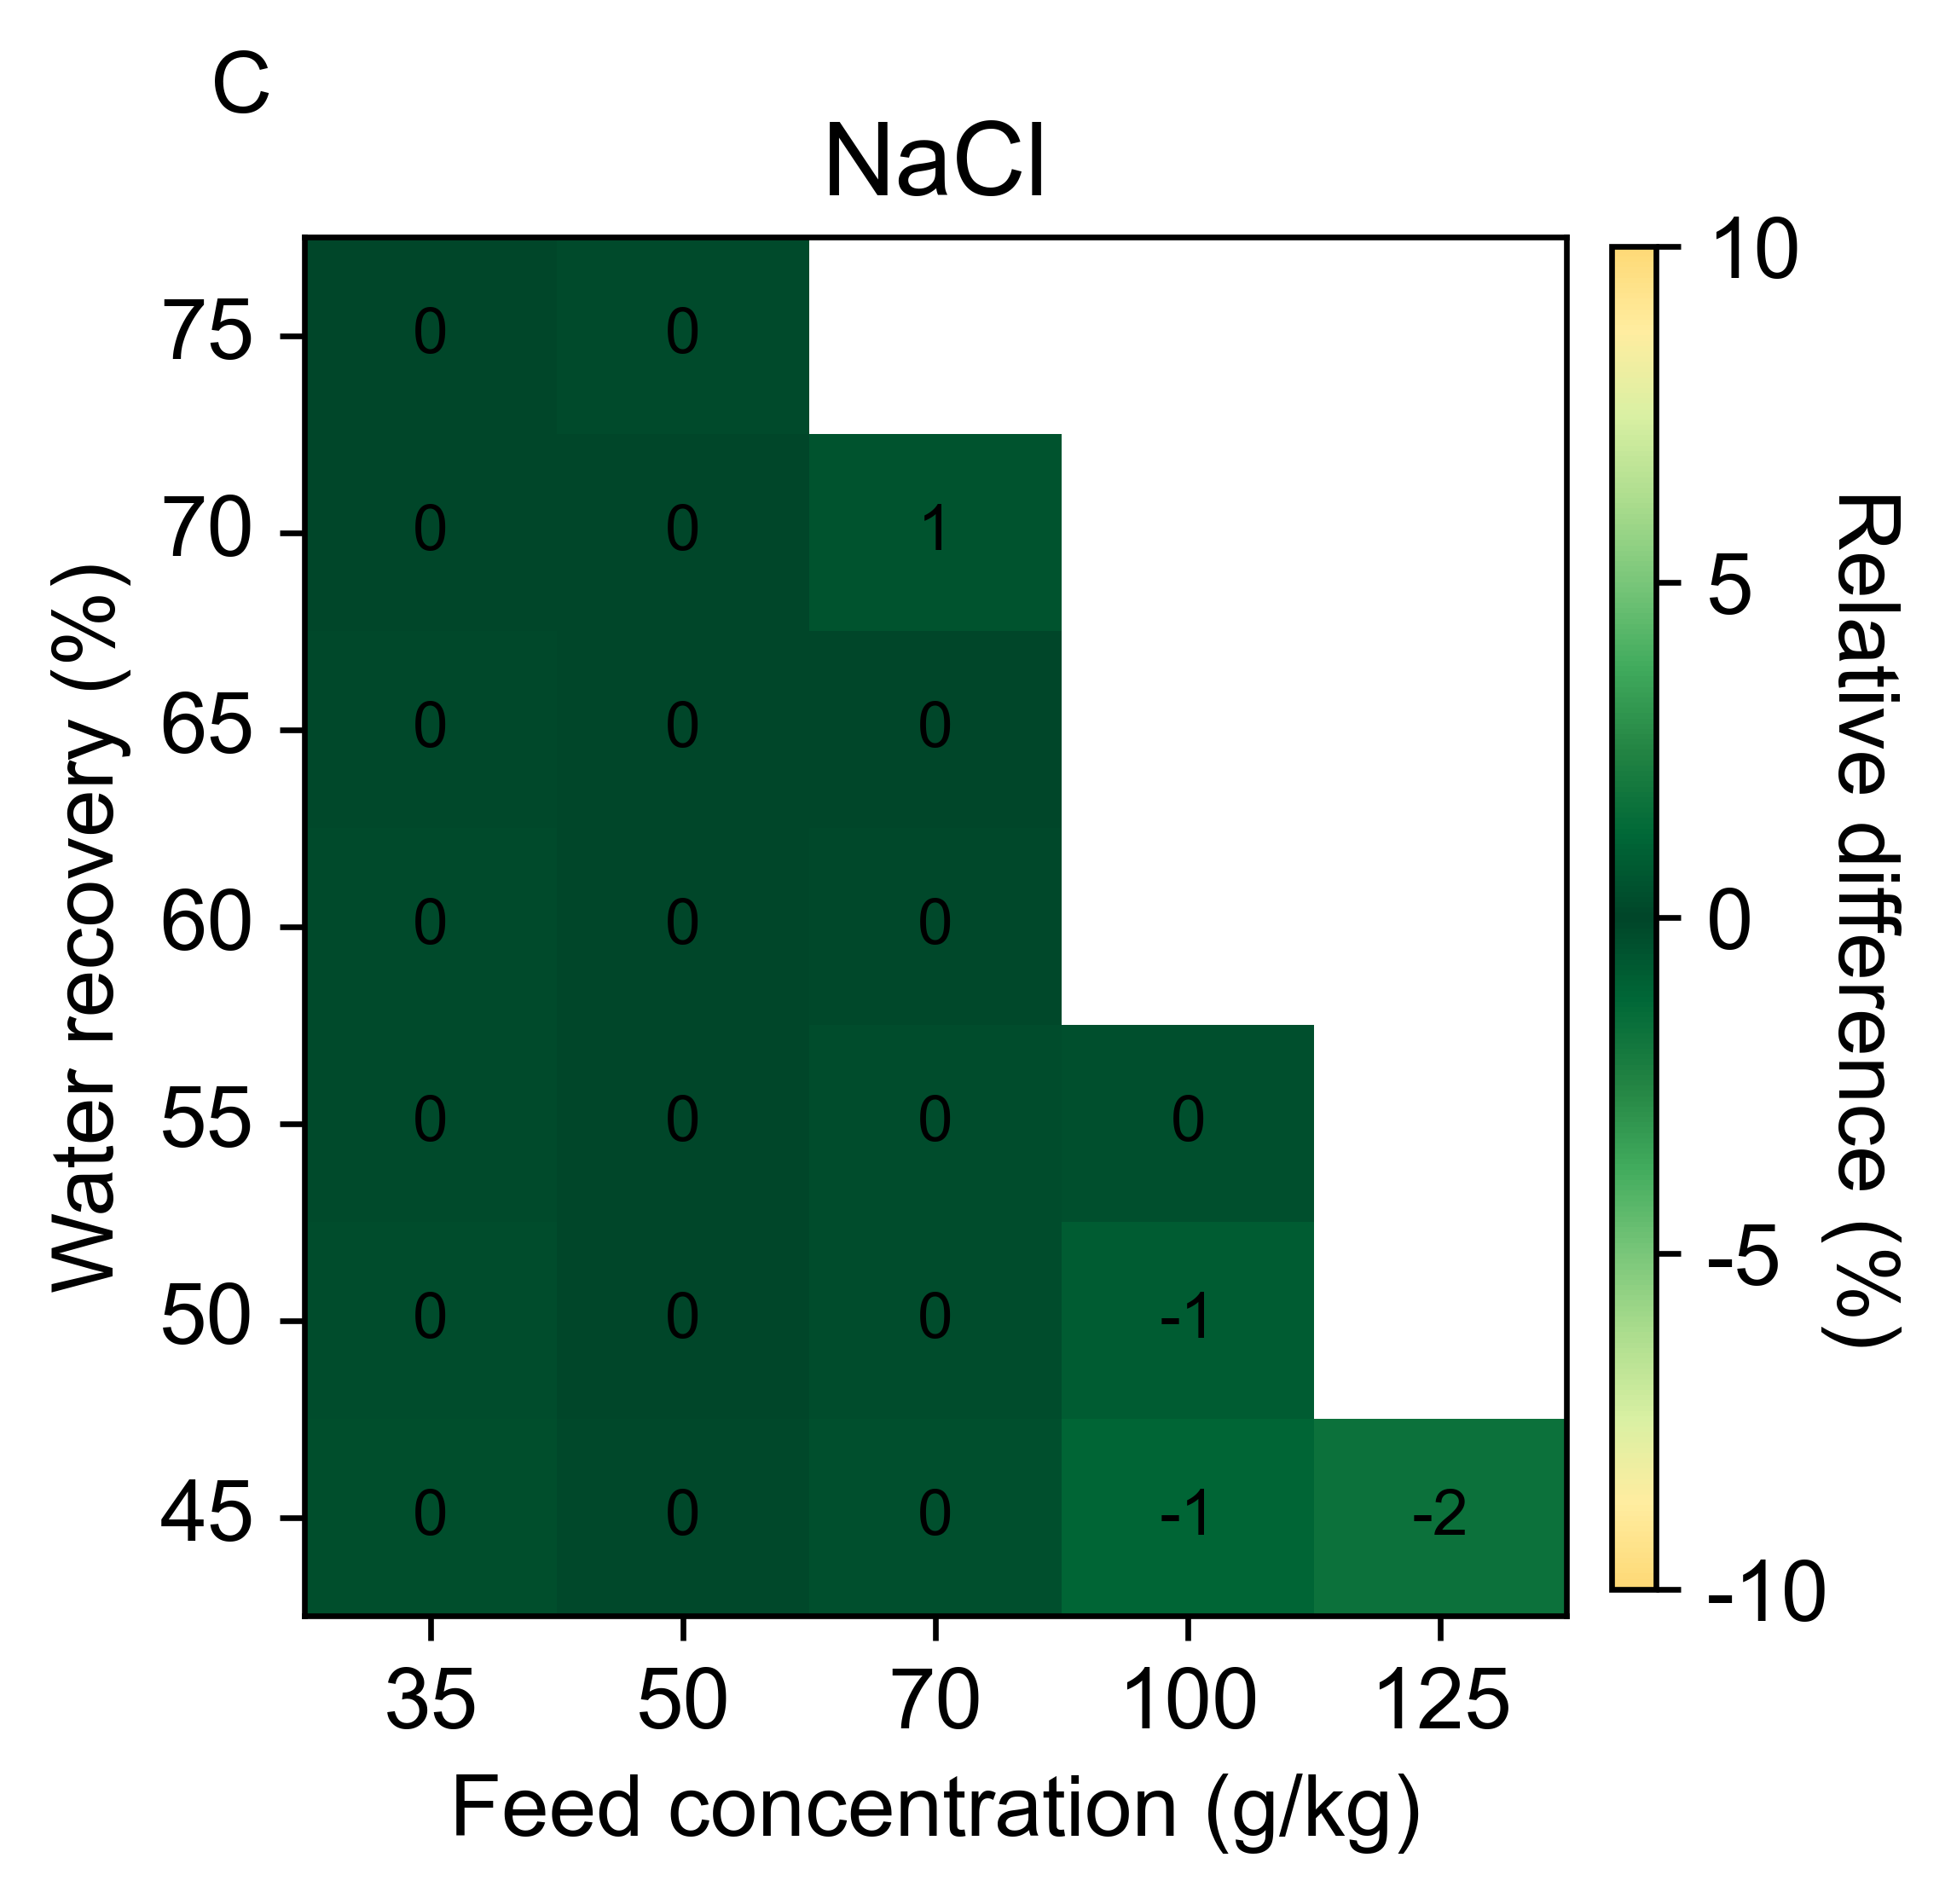 C
NaCl
Water recovery (%)
75 0 0
70 0 0 1
65 0 0 0
60 0 0 0
55 0 0 0 0
50 0 0 0 -1
45 0 0 0 -1 -2
35 50 70 100 125
Feed concentration (g/kg)
10
5
0
-5
-10
Relative difference (%)